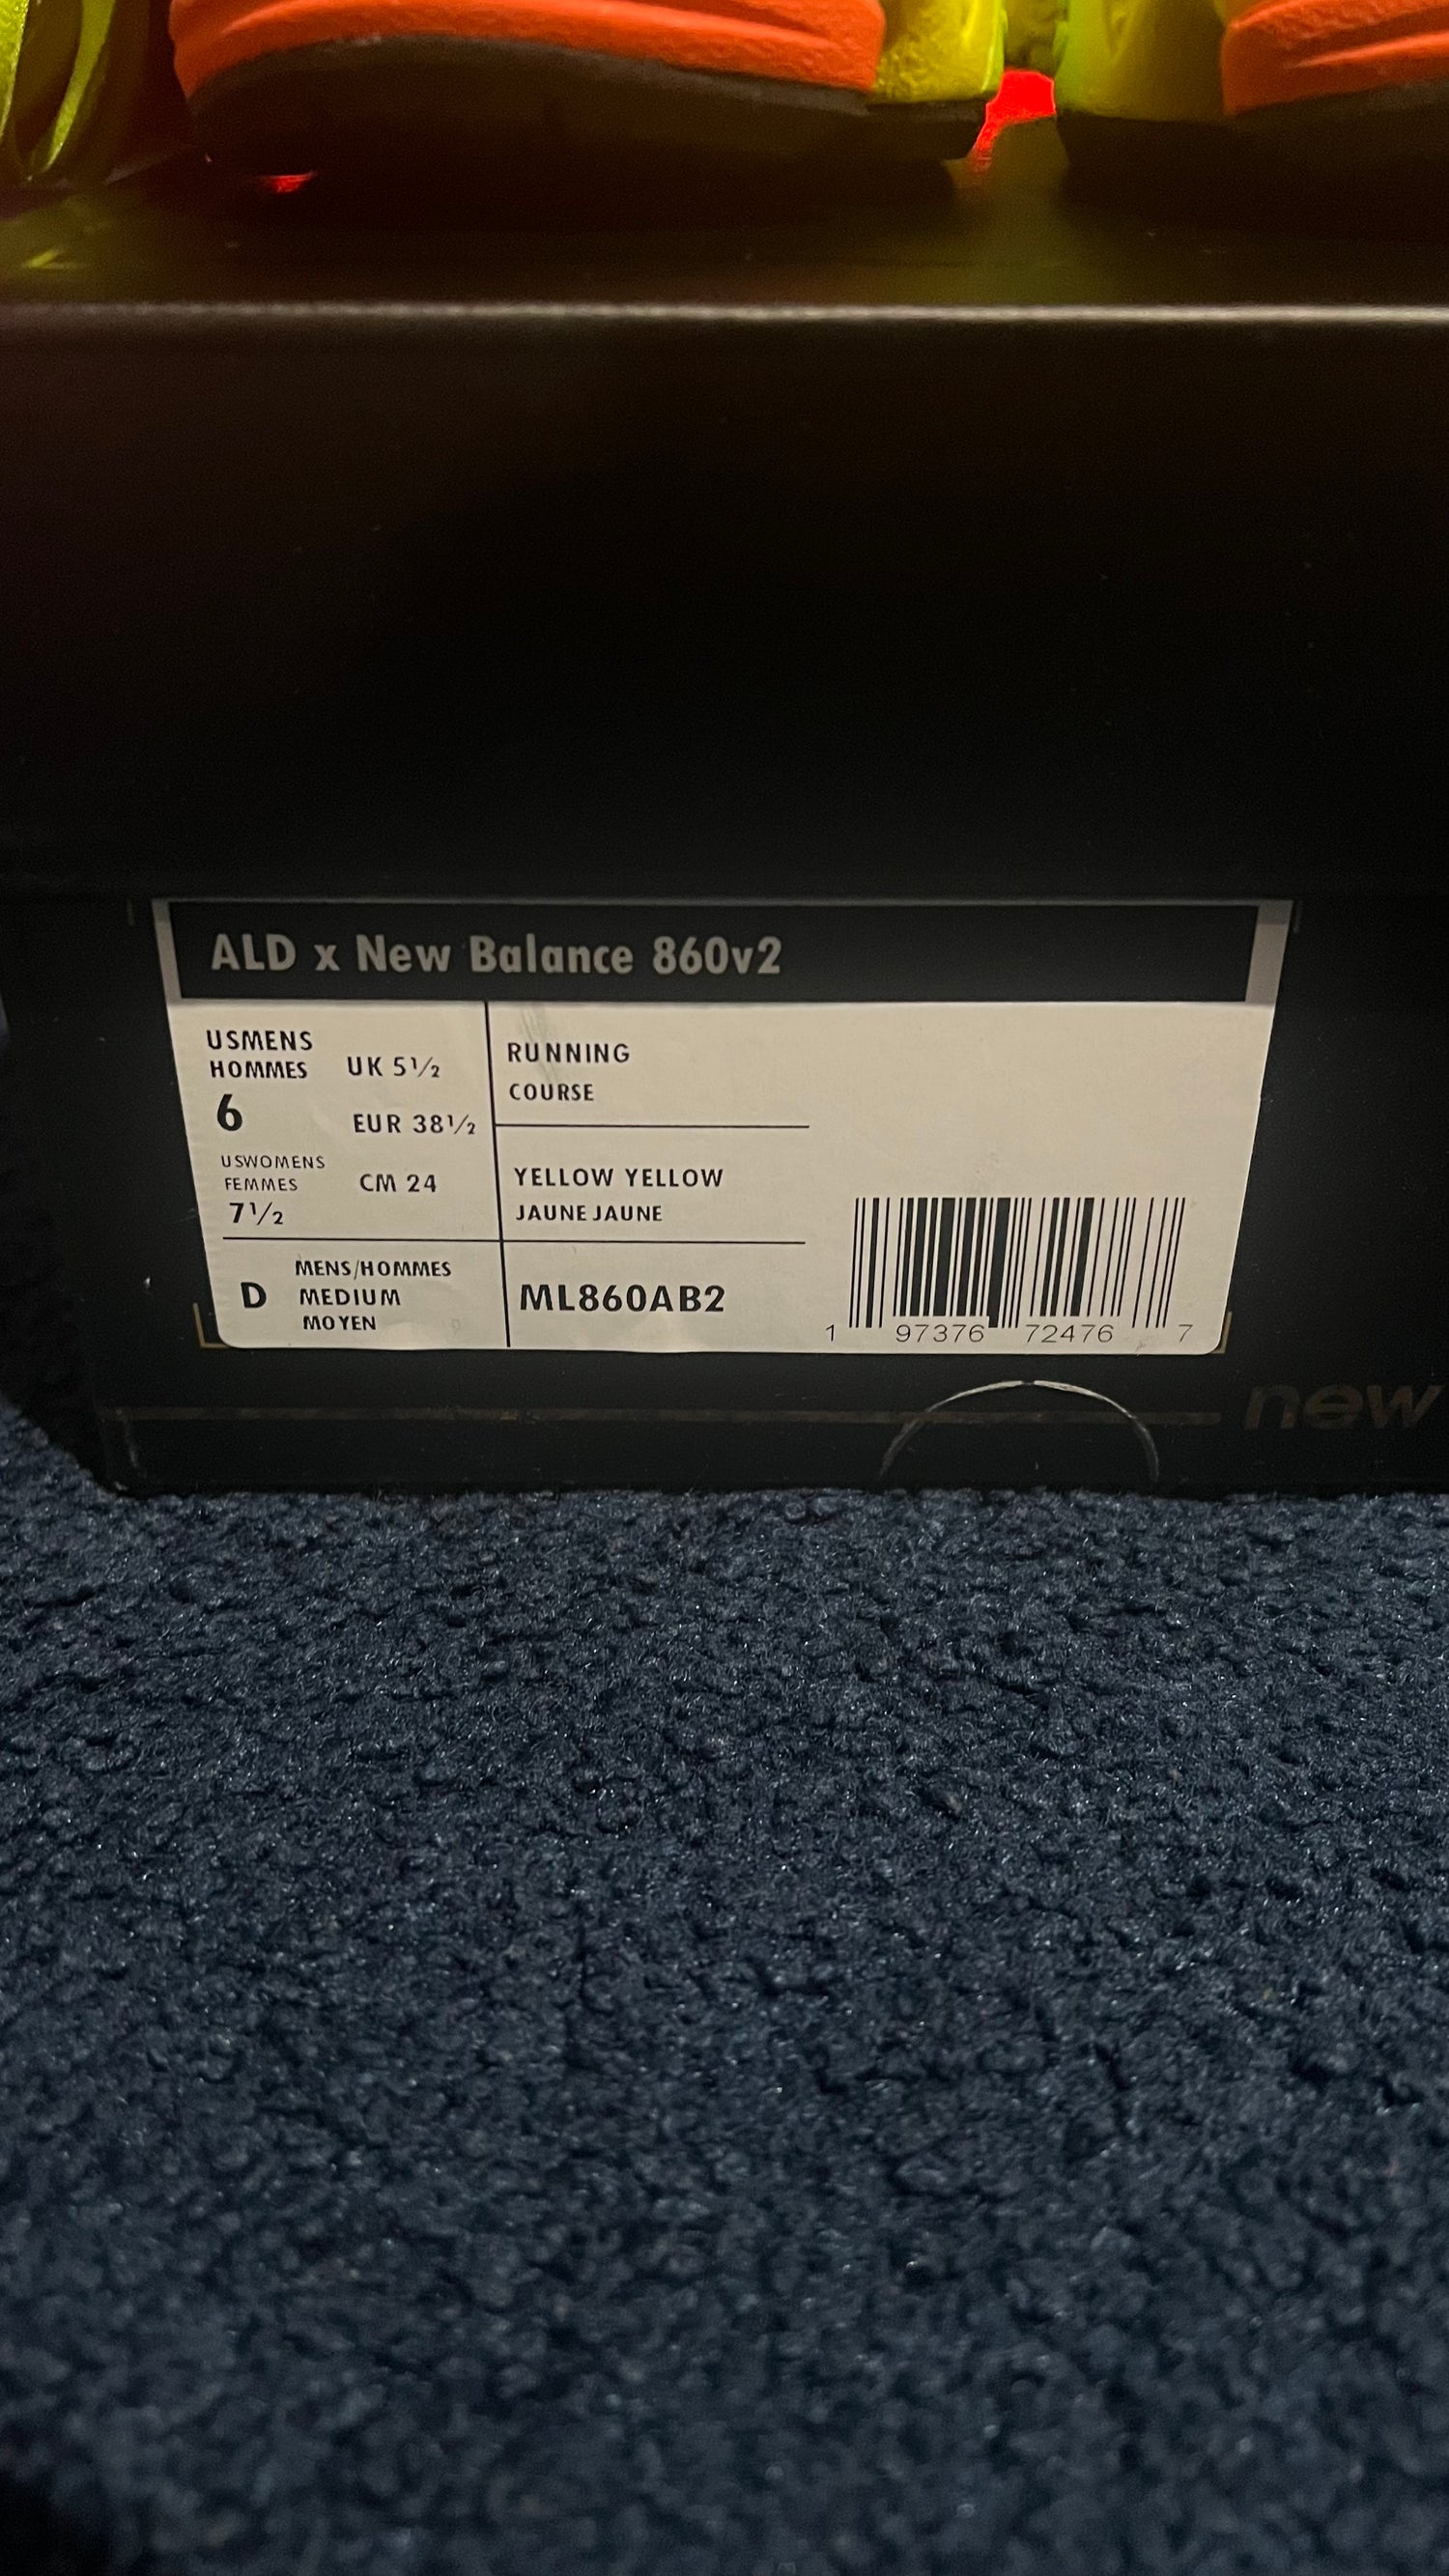 ALD x New Balance 860v2
USMENS
HOMMES
6
UK 5½
EUR 38½
USWOMENS
FEMMES
7½
CM 24
D
MENS/HOMMES
MEDIUM
MOYEN
RUNNING
COURSE
YELLOW YELLOW
JAUNE JAUNE
ML860AB2
1 97376 72476 7
new